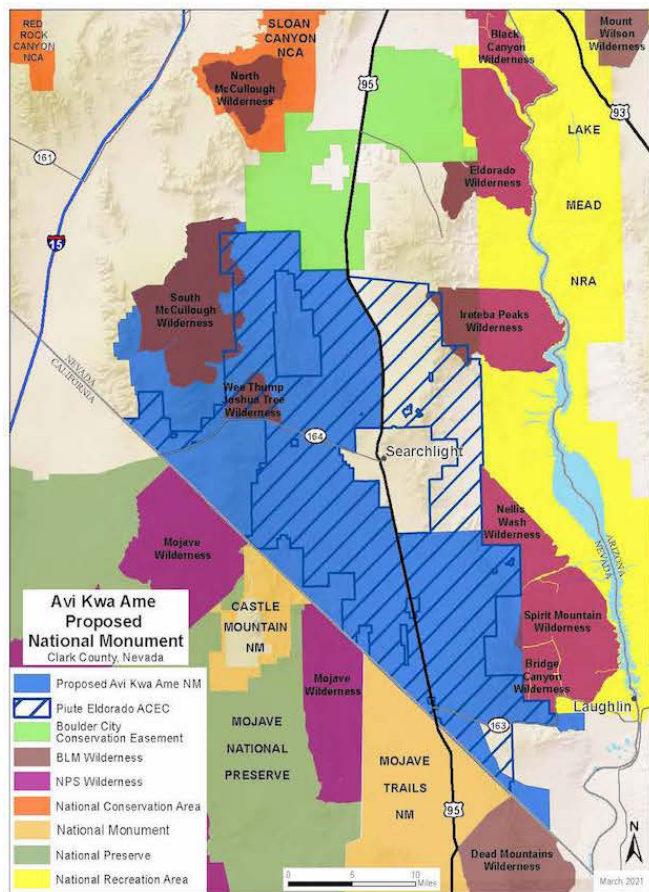 RED
ROCK
CANYON
NCA
SLOAN
CANYON
NCA
North
McCullough
Wilderness
95
Black
Canyon
Wilderness
Mount
Wilson
Wilderness
93
LAKE
MEAD
NRA
161
15
Eldorado
Wilderness
South
McCullough
Wilderness
Ireteba Peaks
Wilderness
NEVADA
CALIFORNIA
Wee Thump
Joshua Tree
Wilderness
164
Searchlight
Nellis
Wash
Wilderness
ARIZONA
NEVADA
Mojave
Wilderness
Spirit Mountain
Wilderness
Bridge
Canyon
Wilderness
Laughlin
163
CASTLE
MOUNTAIN
NM
Mojave
Wilderness
MOJAVE
NATIONAL
PRESERVE
MOJAVE
TRAILS
NM
95
Dead Mountains
Wilderness
Avi Kwa Ame
Proposed
National Monument
Clark County, Nevada
Proposed Avi Kwa Ame NM
Piute Eldorado ACEC
Boulder City
Conservation Easement
BLM Wilderness
NPS Wilderness
National Conservation Area
National Monument
National Preserve
National Recreation Area
0 5 10
Miles
N
March 2021